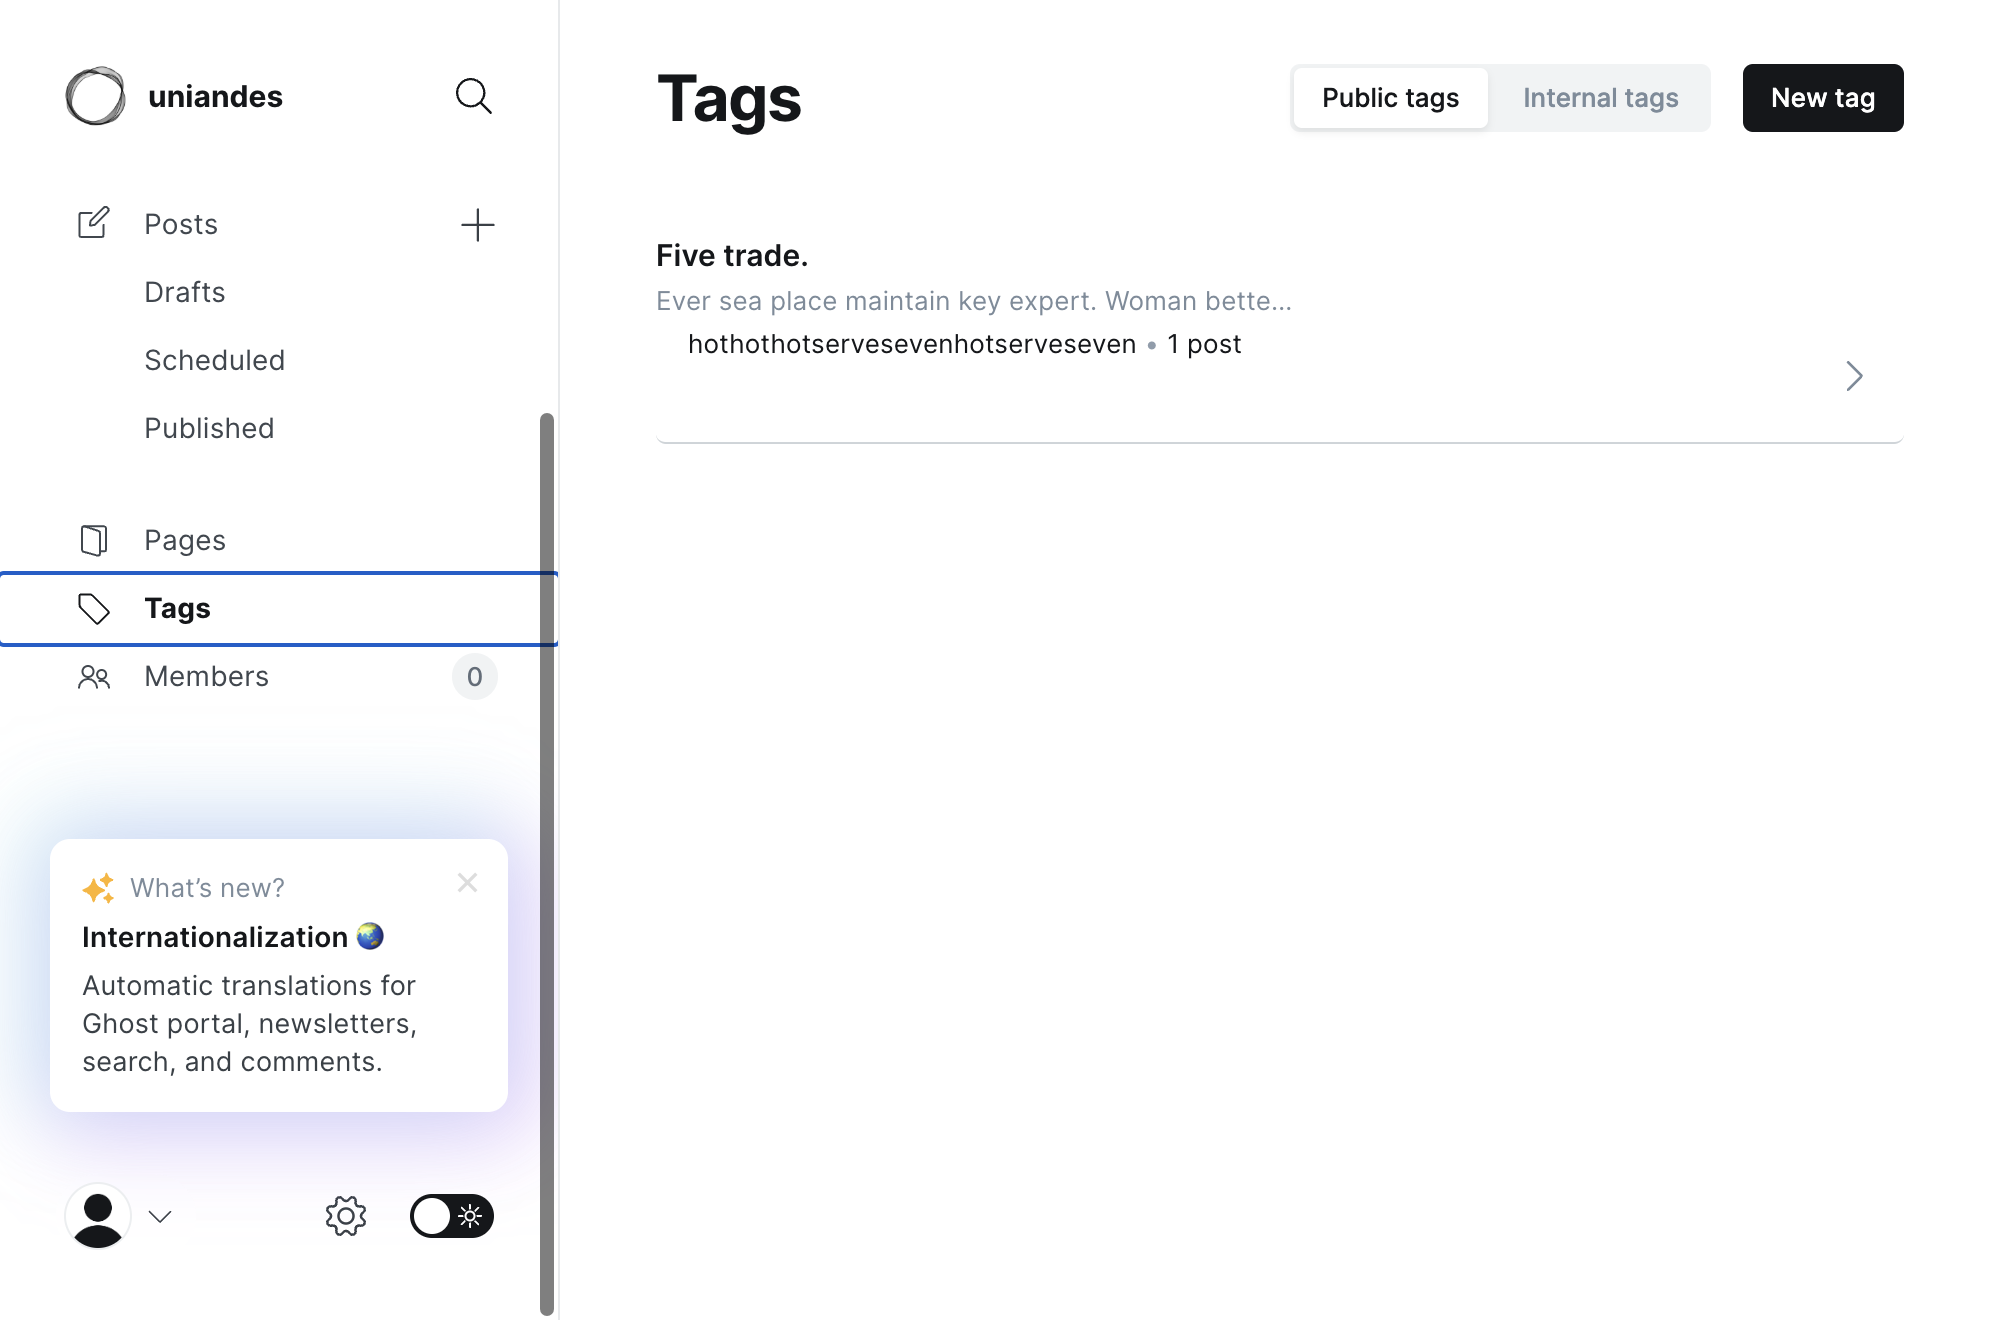 uniandes
Posts
Drafts
Scheduled
Published
Pages
Tags
Members 0
What’s new?
Internationalization
Automatic translations for
Ghost portal, newsletters,
search, and comments.
Tags
Public tags Internal tags New tag
Five trade.
Ever sea place maintain key expert. Woman bette...
hothothotservesevenhotserveseven • 1 post